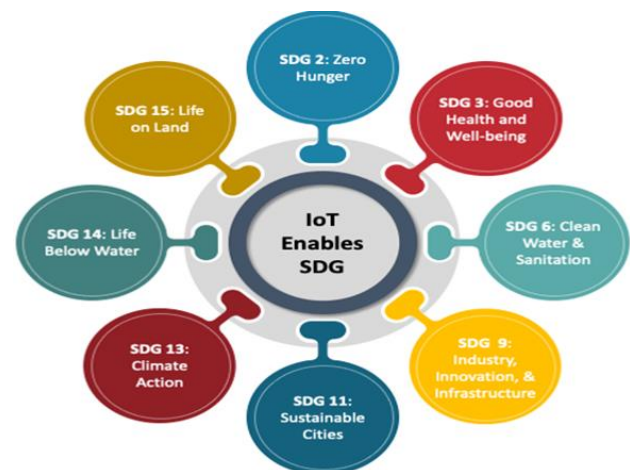 SDG 2: Zero
Hunger
SDG 3: Good
Health and
Well-being
SDG 6: Clean
Water &
Sanitation
SDG 9:
Industry,
Innovation, &
Infrastructure
SDG 11:
Sustainable
Cities
SDG 13:
Climate
Action
SDG 14: Life
Below Water
SDG 15: Life
on Land
IoT
Enables
SDG